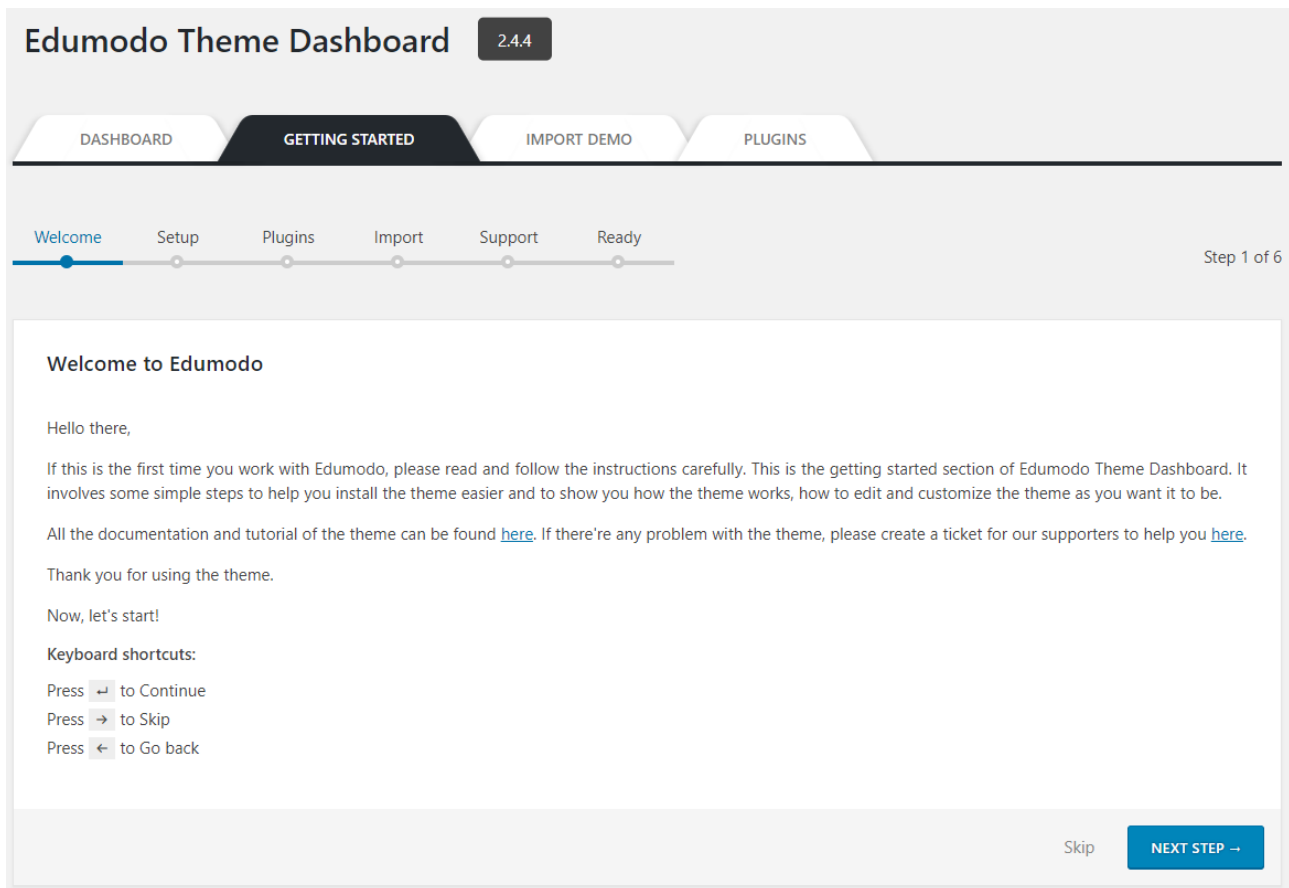 Edumodo Theme Dashboard 2.4.4
DASHBOARD GETTING STARTED IMPORT DEMO PLUGINS
Welcome Setup Plugins Import Support Ready
Step 1 of 6
Welcome to Edumodo
Hello there,
If this is the first time you work with Edumodo, please read and follow the instructions carefully. This is the getting started section of Edumodo Theme Dashboard. It
involves some simple steps to help you install the theme easier and to show you how the theme works, how to edit and customize the theme as you want it to be.
All the documentation and tutorial of the theme can be found here. If there're any problem with the theme, please create a ticket for our supporters to help you here.
Thank you for using the theme.
Now, let's start!
Keyboard shortcuts:
Press ↵ to Continue
Press → to Skip
Press ← to Go back
Skip NEXT STEP →